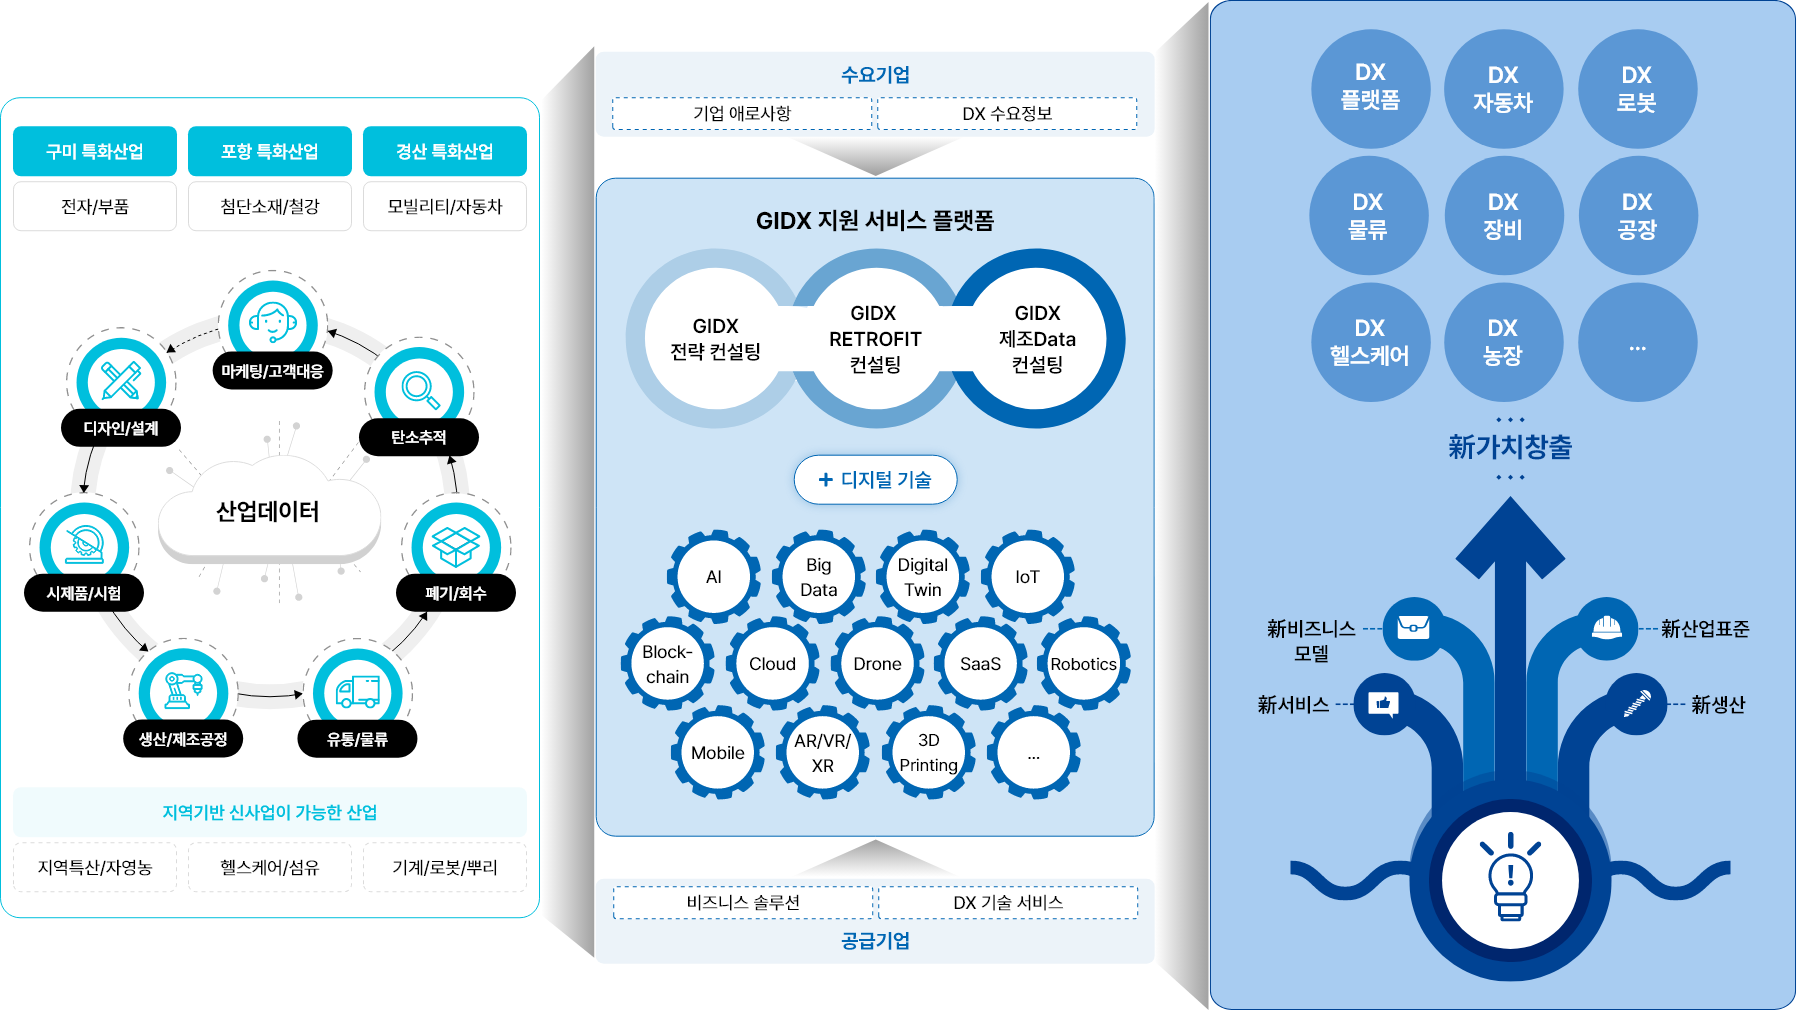 구미 특화산업
포항 특화산업
경산 특화산업
전자/부품
첨단소재/철강
모빌리티/자동차
마케팅/고객대응
디자인/설계
탄소추적
산업데이터
시제품/시험
폐기/회수
생산/제조공정
유통/물류
지역기반 신사업이 가능한 산업
지역특산/자영농
헬스케어/섬유
기계/로봇/뿌리
수요기업
기업 애로사항
DX 수요정보
GIDX 지원 서비스 플랫폼
GIDX
전략 컨설팅
GIDX
RETROFIT
컨설팅
GIDX
제조Data
컨설팅
+ 디지털 기술
AI
Big
Data
Digital
Twin
IoT
Block-
chain
Cloud
Drone
SaaS
Robotics
Mobile
AR/VR/
XR
3D
Printing
...
비즈니스 솔루션
DX 기술 서비스
공급기업
DX
플랫폼
DX
자동차
DX
로봇
DX
물류
DX
장비
DX
공장
DX
헬스케어
DX
농장
...
新가치창출
新비즈니스
모델
新산업표준
新서비스
新생산